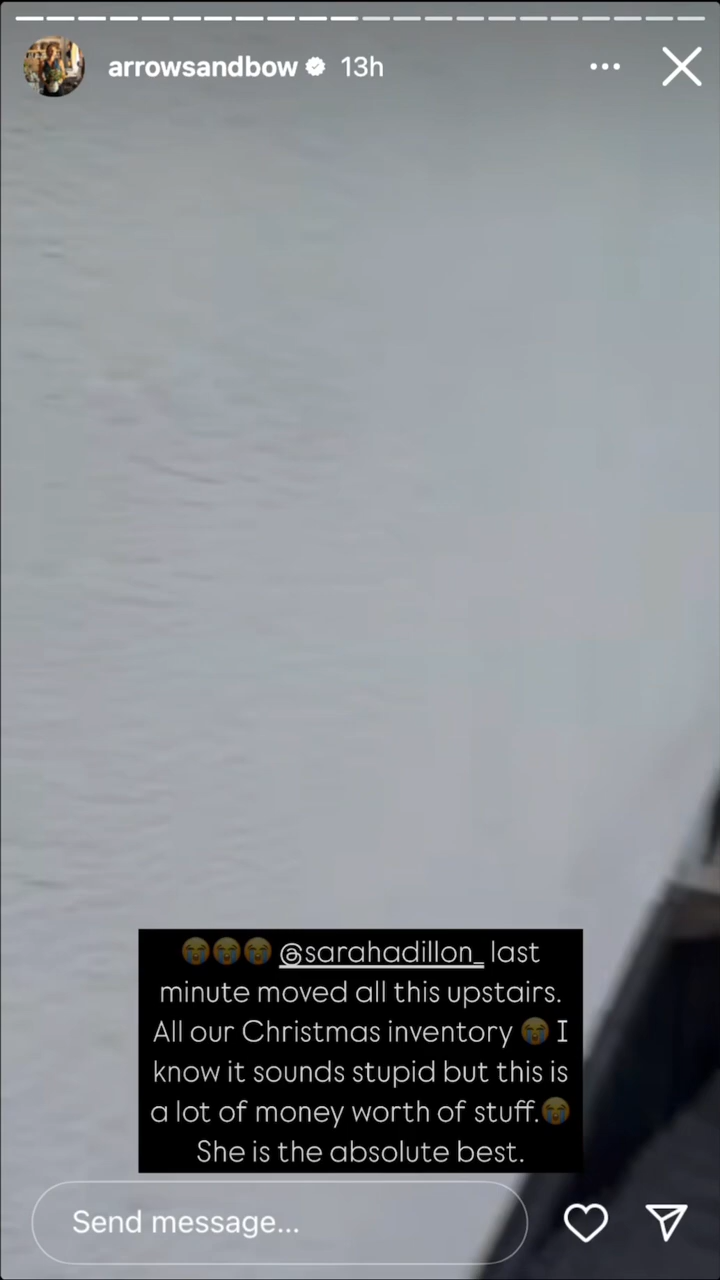 arrowsandbow 13h
😭😭😭 @sarahadillon_ last
minute moved all this upstairs.
All our Christmas inventory 😭 I
know it sounds stupid but this is
a lot of money worth of stuff.😭
She is the absolute best.
Send message...